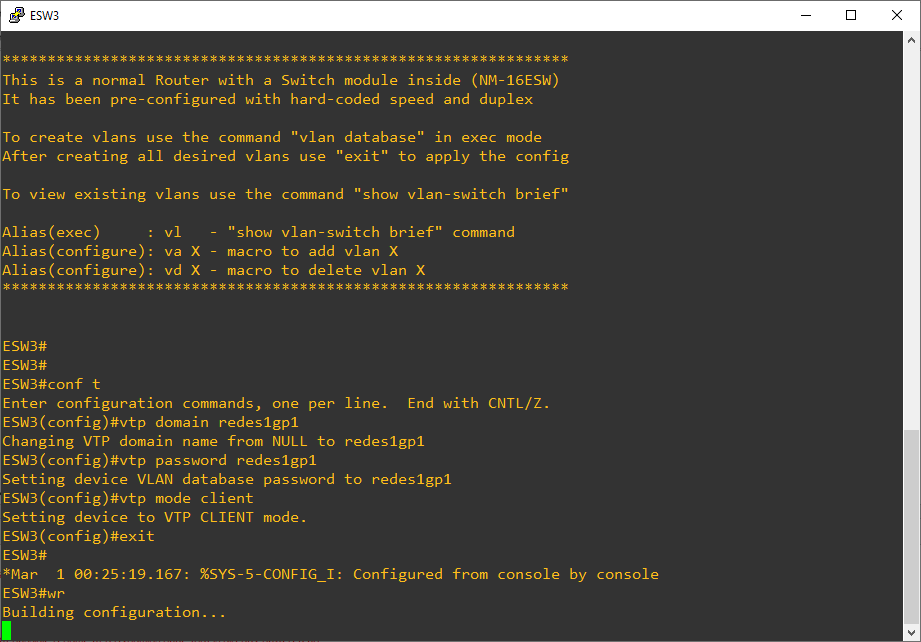 ESW3
***************************************************************
This is a normal Router with a Switch module inside (NM-16ESW)
It has been pre-configured with hard-coded speed and duplex
To create vlans use the command "vlan database" in exec mode
After creating all desired vlans use "exit" to apply the config
To view existing vlans use the command "show vlan-switch brief"
Alias(exec)     : vl   - "show vlan-switch brief" command
Alias(configure): va X - macro to add vlan X
Alias(configure): vd X - macro to delete vlan X
***************************************************************
ESW3#
ESW3#
ESW3#conf t
Enter configuration commands, one per line.  End with CNTL/Z.
ESW3(config)#vtp domain redes1gp1
Changing VTP domain name from NULL to redes1gp1
ESW3(config)#vtp password redes1gp1
Setting device VLAN database password to redes1gp1
ESW3(config)#vtp mode client
Setting device to VTP CLIENT mode.
ESW3(config)#exit
ESW3#
*Mar  1 00:25:19.167: %SYS-5-CONFIG_I: Configured from console by console
ESW3#wr
Building configuration...